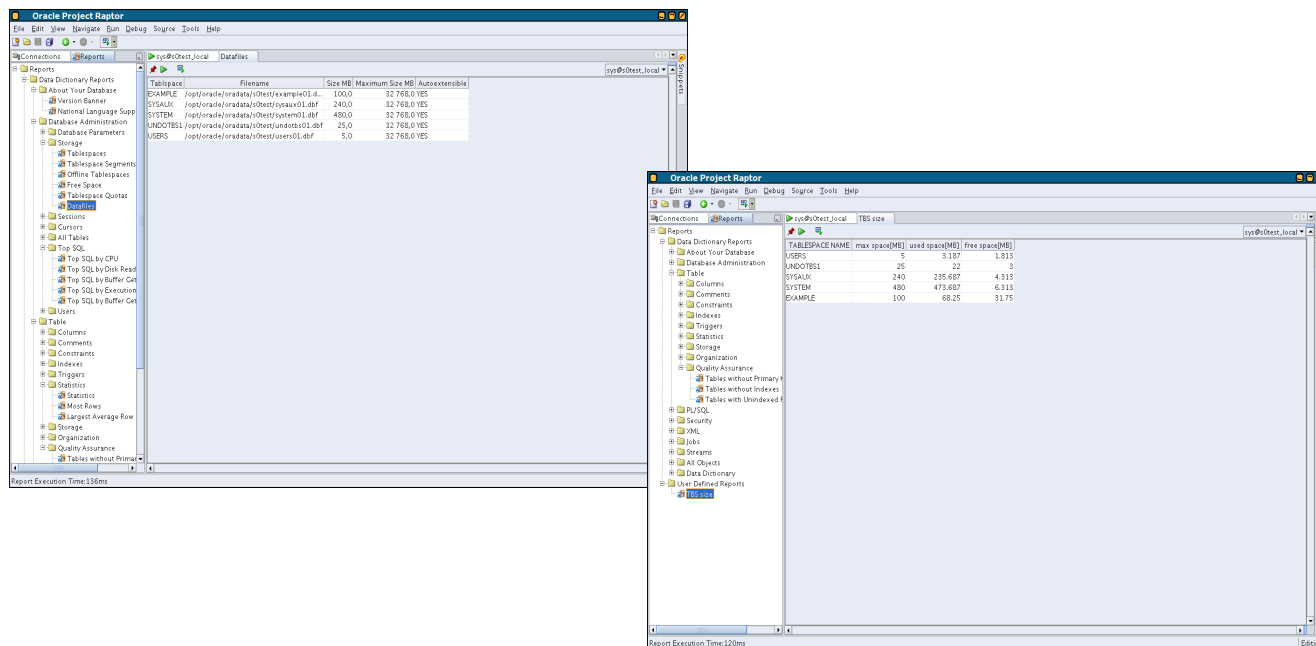 Oracle Project Raptor
File Edit View Navigate Run Debug Source Tools Help
Connections Reports sys@s0test_local Datafiles
Snippets
sys@s0test_local
Reports
Data Dictionary Reports
About Your Database
Version Banner
National Language Supp
Database Administration
Database Parameters
Storage
Tablespaces
Tablespace Segments
Offline Tablespaces
Free Space
Tablespace Quotas
Datafiles
Sessions
Cursors
All Tables
Top SQL
Top SQL by CPU
Top SQL by Disk Read
Top SQL by Buffer Get
Top SQL by Execution
Top SQL by Buffer Get
Users
Table
Columns
Comments
Constraints
Indexes
Triggers
Statistics
Statistics
Most Rows
Largest Average Row
Storage
Organization
Quality Assurance
Tables without Primar
Tablspace Filename Size MB Maximum Size MB Autoextensible
EXAMPLE /opt/oracle/oradata/s0test/example01.d... 100,0 32 768,0 YES
SYSAUX /opt/oracle/oradata/s0test/sysaux01.dbf 240,0 32 768,0 YES
SYSTEM /opt/oracle/oradata/s0test/system01.dbf 480,0 32 768,0 YES
UNDOTBS1 /opt/oracle/oradata/s0test/undotbs01.dbf 25,0 32 768,0 YES
USERS /opt/oracle/oradata/s0test/users01.dbf 5,0 32 768,0 YES
Report Execution Time:136ms
Oracle Project Raptor
File Edit View Navigate Run Debug Source Tools Help
Connections Reports sys@s0test_local TBS size
sys@s0test_local
Reports
Data Dictionary Reports
About Your Database
Database Administration
Table
Columns
Comments
Constraints
Indexes
Triggers
Statistics
Storage
Organization
Quality Assurance
Tables without Primary
Tables without Indexes
Tables with Unindexed F
PL/SQL
Security
XML
Jobs
Streams
All Objects
Data Dictionary
User Defined Reports
TBS size
TABLESPACE NAME max space[MB] used space[MB] free space[MB]
USERS 5 3.187 1.813
UNDOTBS1 25 22 3
SYSAUX 240 235.687 4.313
SYSTEM 480 473.687 6.313
EXAMPLE 100 68.25 31.75
Report Execution Time:120ms
Editi